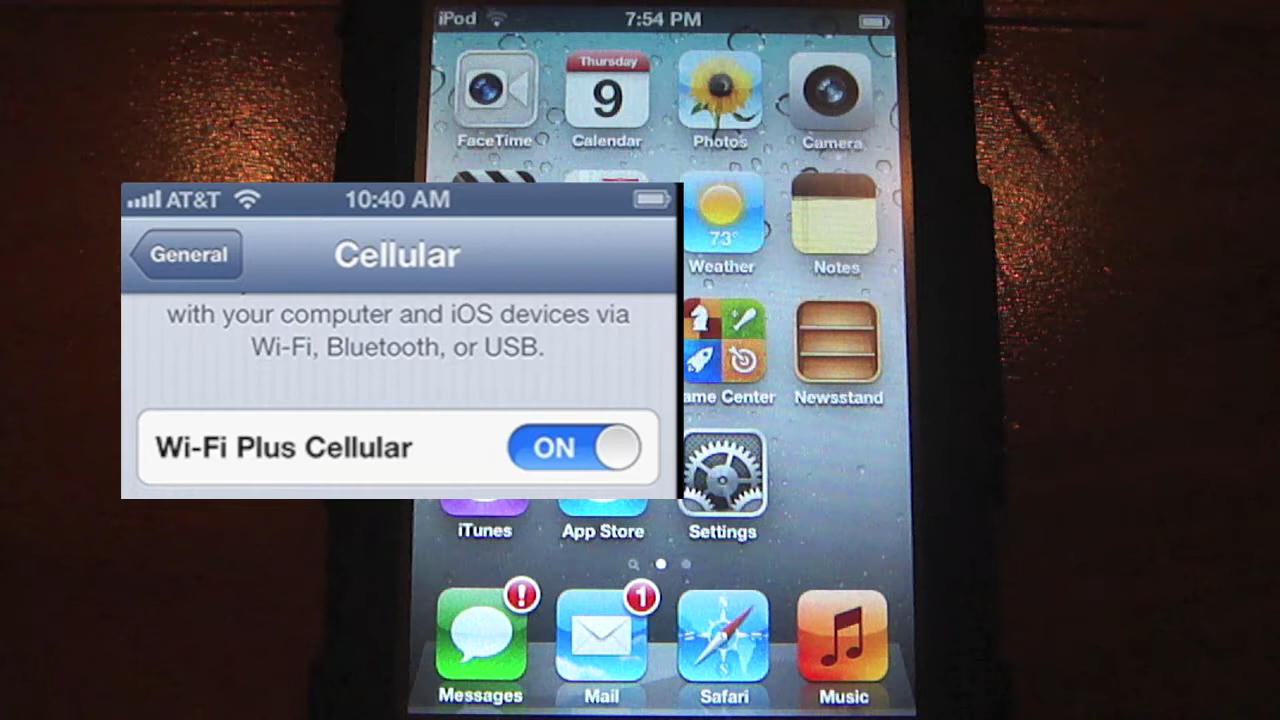 iPod 7:54 PM
Thursday
9
FaceTime Calendar Photos Camera
73°
Weather Notes
AT&T 10:40 AM
General Cellular
with your computer and iOS devices via
Wi-Fi, Bluetooth, or USB.
Wi-Fi Plus Cellular ON
ame Center Newsstand
iTunes App Store Settings
! 1
Messages Mail Safari Music